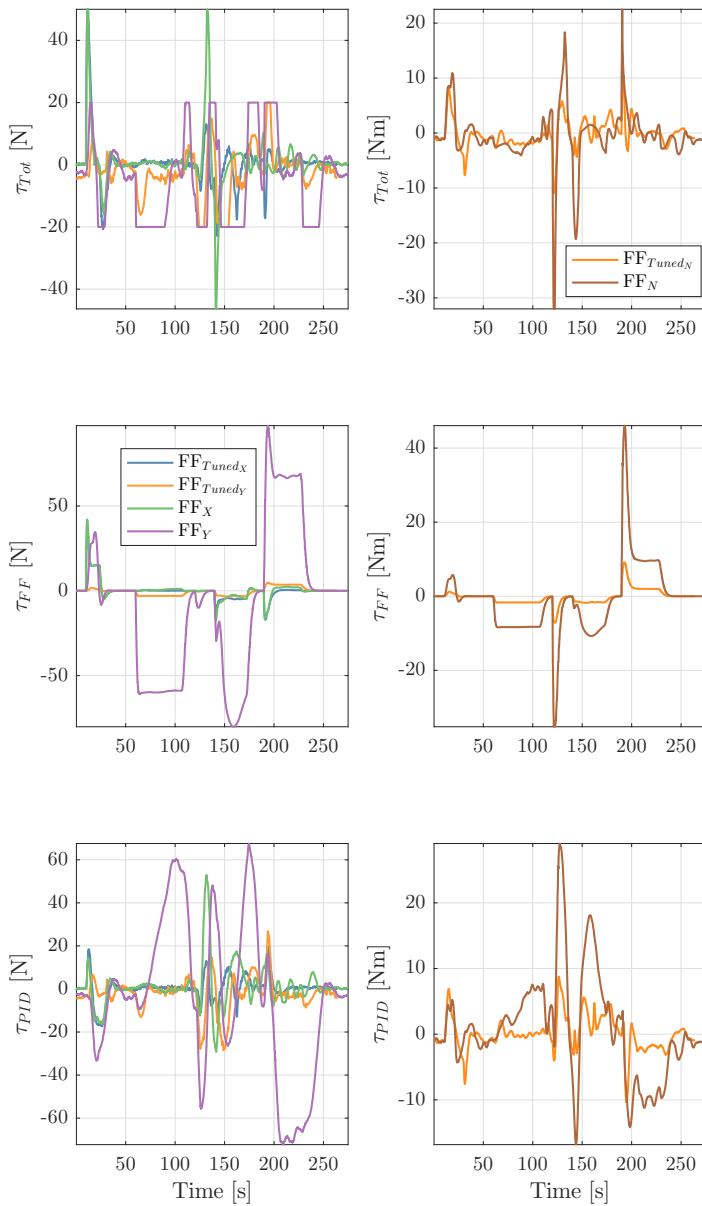 40
20
0
-20
-40
τ_Tot [N]
50 100 150 200 250
20
10
0
-10
-20
-30
τ_Tot [Nm]
FF_Tuned_N
FF_N
50 100 150 200 250
50
0
-50
τ_FF [N]
FF_Tuned_X
FF_Tuned_Y
FF_X
FF_Y
50 100 150 200 250
40
20
0
-20
τ_FF [Nm]
50 100 150 200 250
60
40
20
0
-20
-40
-60
τ_PID [N]
50 100 150 200 250
Time [s]
20
10
0
-10
τ_PID [Nm]
50 100 150 200 250
Time [s]